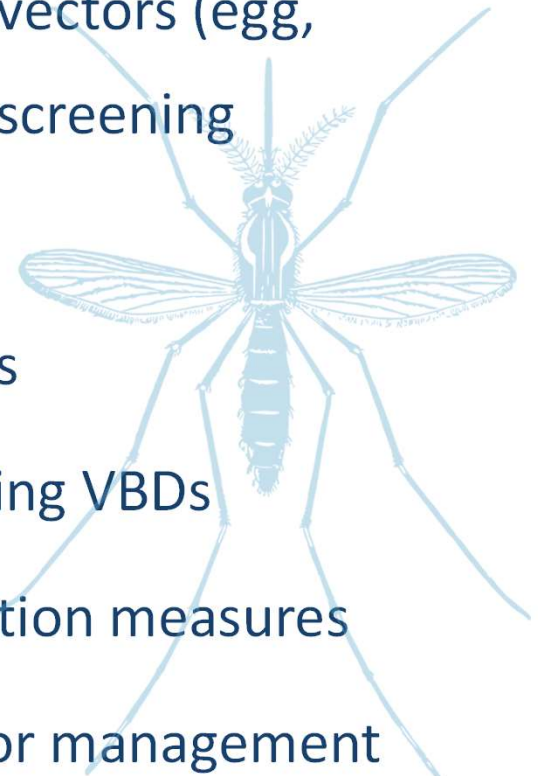 vectors (egg,
screening
s
ing VBDs
tion measures
or management